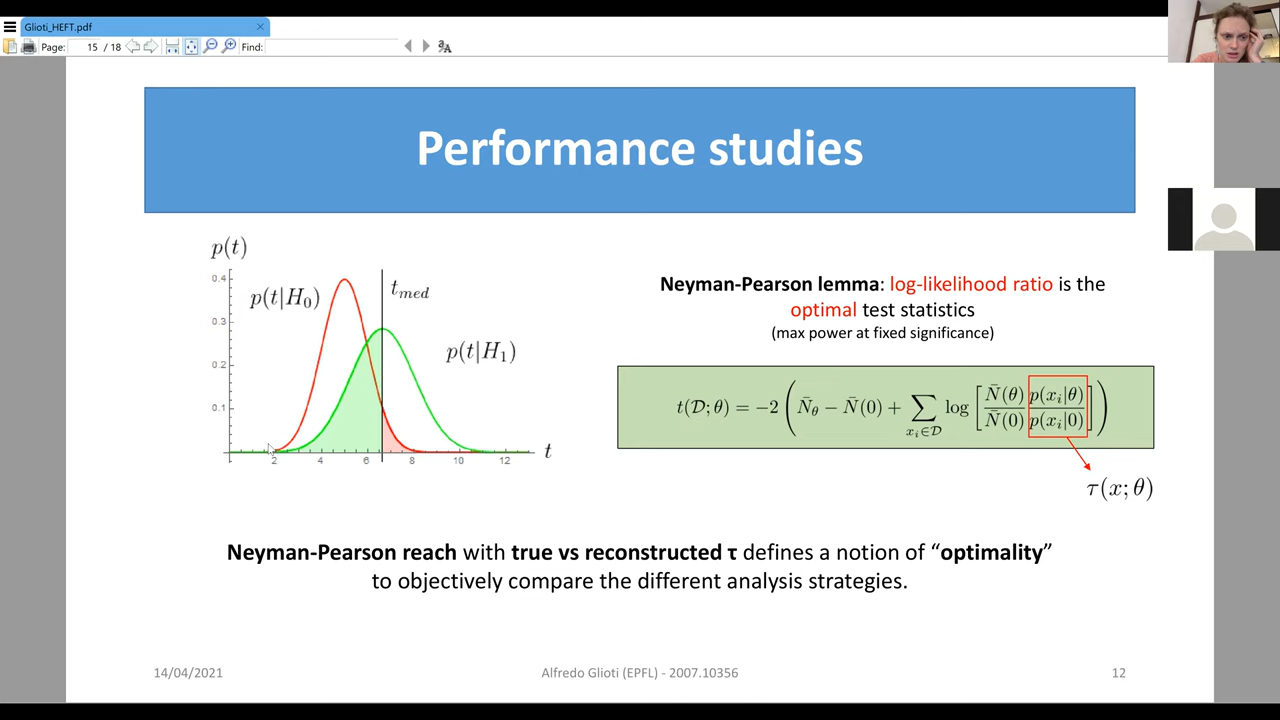 Glioti_HEFT.pdf
Page: 15 / 18 Find:
Performance studies
p(t)
0.4
p(t|H₀)
t_med
0.3
p(t|H₁)
0.2
0.1
2 4 6 8 10 12 t
Neyman-Pearson lemma: log-likelihood ratio is the
optimal test statistics
(max power at fixed significance)
t(D; θ) = −2 ( N̄_θ − N̄(0) + ∑_{x_i∈D} log [ N̄(θ) p(x_i|θ) / N̄(0) p(x_i|0) ] )
τ(x; θ)
Neyman-Pearson reach with true vs reconstructed τ defines a notion of “optimality”
to objectively compare the different analysis strategies.
14/04/2021 Alfredo Glioti (EPFL) - 2007.10356 12